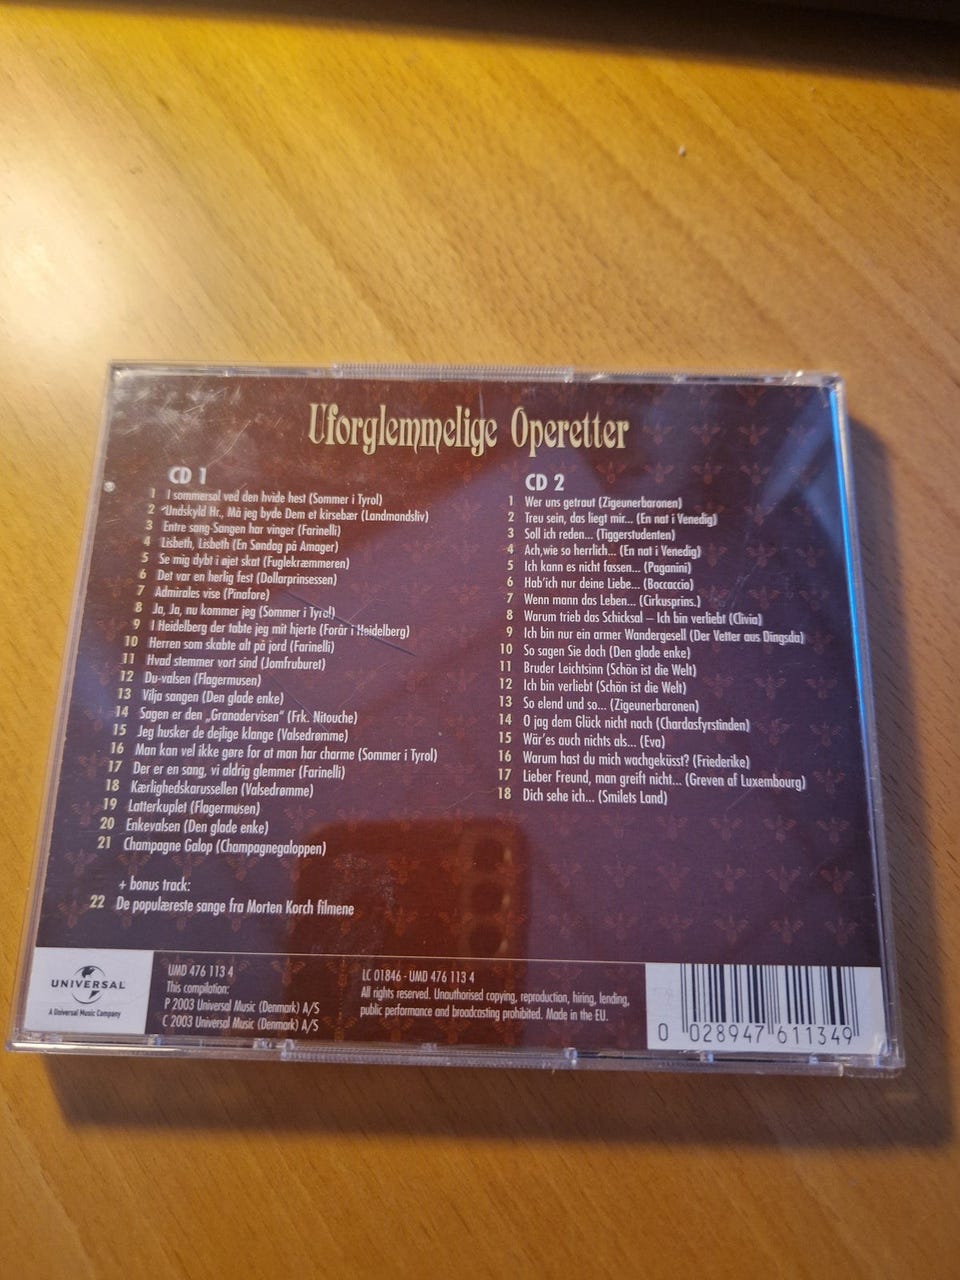 Uforglemmelige Operetter
CD 1
1 I sommersol ved den hvide hest (Sommer i Tyrol)
2 "Undskyld Hr., Må jeg byde Dem et kirsebær (Landmandsliv)
3 Entre sang-Sangen har vinger (Farinelli)
4 Lisbeth, Lisbeth (En Søndag på Amager)
5 Se mig dybt i øjet skat (Fuglekræmmeren)
6 Det var en herlig fest (Dollarprinsessen)
7 Admirales vise (Pinafore)
8 Ja, Ja, nu kommer jeg (Sommer i Tyrol)
9 I Heidelberg der tabte jeg mit hjerte (Forår i Heidelberg)
10 Herren som skabte alt på jord (Farinelli)
11 Hvad stemmer vort sind (Jomfruburet)
12 Du-valsen (Flagermusen)
13 Vilja sangen (Den glade enke)
14 Sagen er den „Granadervisen" (Frk. Nitouche)
15 Jeg husker de dejlige klange (Valsedrømme)
16 Man kan vel ikke gøre for at man har charme (Sommer i Tyrol)
17 Der er en sang, vi aldrig glemmer (Farinelli)
18 Kærlighedskarussellen (Valsedrømme)
19 Latterkuplet (Flagermusen)
20 Enkevalsen (Den glade enke)
21 Champagne Galop (Champagnegaloppen)
+ bonus track:
22 De populæreste sange fra Morten Korch filmene
CD 2
1 Wer uns getraut (Zigeunerbaronen)
2 Treu sein, das liegt mir... (En nat i Venedig)
3 Soll ich reden... (Tiggerstudenten)
4 Ach,wie so herrlich... (En nat i Venedig)
5 Ich kann es nicht fassen... (Paganini)
6 Hab'ich nur deine Liebe... (Boccaccio)
7 Wenn mann das Leben... (Cirkusprins.)
8 Warum trieb das Schicksal – Ich bin verliebt (Clivia)
9 Ich bin nur ein armer Wandergesell (Der Vetter aus Dingsda)
10 So sagen Sie doch (Den glade enke)
11 Bruder Leichtsinn (Schön ist die Welt)
12 Ich bin verliebt (Schön ist die Welt)
13 So elend und so... (Zigeunerbaronen)
14 O jag dem Glück nicht nach (Chardasfyrstinden)
15 Wär'es auch nichts als... (Eva)
16 Warum hast du mich wachgeküsst? (Friederike)
17 Lieber Freund, man greift nicht... (Greven af Luxembourg)
18 Dich sehe ich... (Smilets Land)
UNIVERSAL
A Universal Music Company
UMD 476 113 4
This compilation:
P 2003 Universal Music (Denmark) A/S
C 2003 Universal Music (Denmark) A/S
LC 01846 - UMD 476 113 4
All rights reserved. Unauthorised copying, reproduction, hiring, lending,
public performance and broadcasting prohibited. Made in the EU.
0 028947 611349